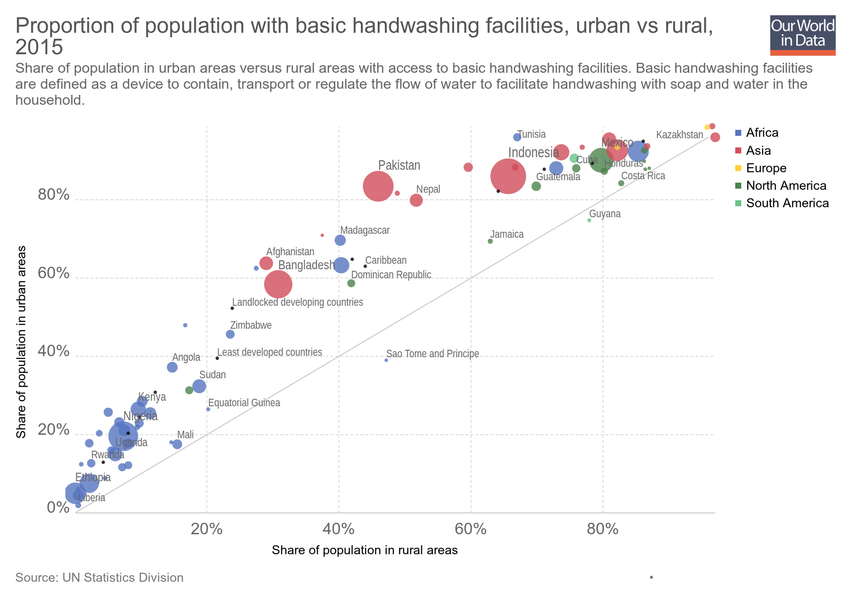 Proportion of population with basic handwashing facilities, urban vs rural,
2015
Our World
in Data
Share of population in urban areas versus rural areas with access to basic handwashing facilities. Basic handwashing facilities
are defined as a device to contain, transport or regulate the flow of water to facilitate handwashing with soap and water in the
household.
Tunisia
Mexico
Kazakhstan
Africa
Asia
Europe
North America
South America
Indonesia
Cuba
Honduras
Pakistan
Guatemala
Costa Rica
Nepal
80%
Guyana
Madagascar
Jamaica
Afghanistan
Bangladesh
Caribbean
60%
Dominican Republic
Landlocked developing countries
Zimbabwe
40%
Angola
Least developed countries
Sao Tome and Principe
Sudan
Kenya
Equatorial Guinea
Nigeria
20%
Uganda
Mali
Rwanda
Ethiopia
Liberia
0%
20%
40%
60%
80%
Share of population in urban areas
Share of population in rural areas
Source: UN Statistics Division